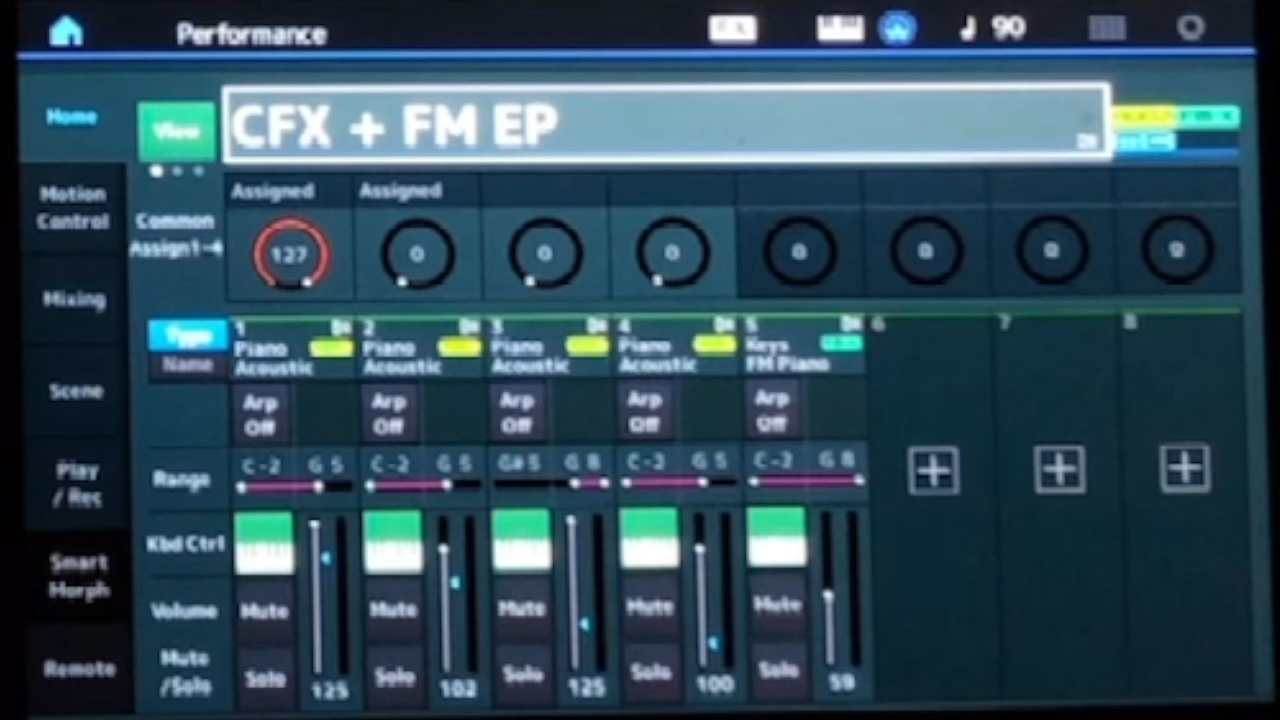 Performance
90
Home
View
CFX + FM EP
Assigned
Assigned
Motion
Control
Common
Assign1-4
127
0
0
0
0
0
0
0
Mixing
Type
Name
1
Piano
Acoustic
2
Piano
Acoustic
3
Piano
Acoustic
4
Piano
Acoustic
5
Keys
FM Piano
6
7
8
Scene
Arp
Off
Arp
Off
Arp
Off
Arp
Off
Arp
Off
Play
/ Rec
Range
C -2 G 5
C -2 G 5
G# 5 G 8
C -2 G 5
C -2 G 8
Smart
Morph
Kbd Ctrl
Volume
Mute
Mute
Mute
Mute
Mute
Remote
Mute
/Solo
Solo
Solo
Solo
Solo
Solo
125
102
125
100
59